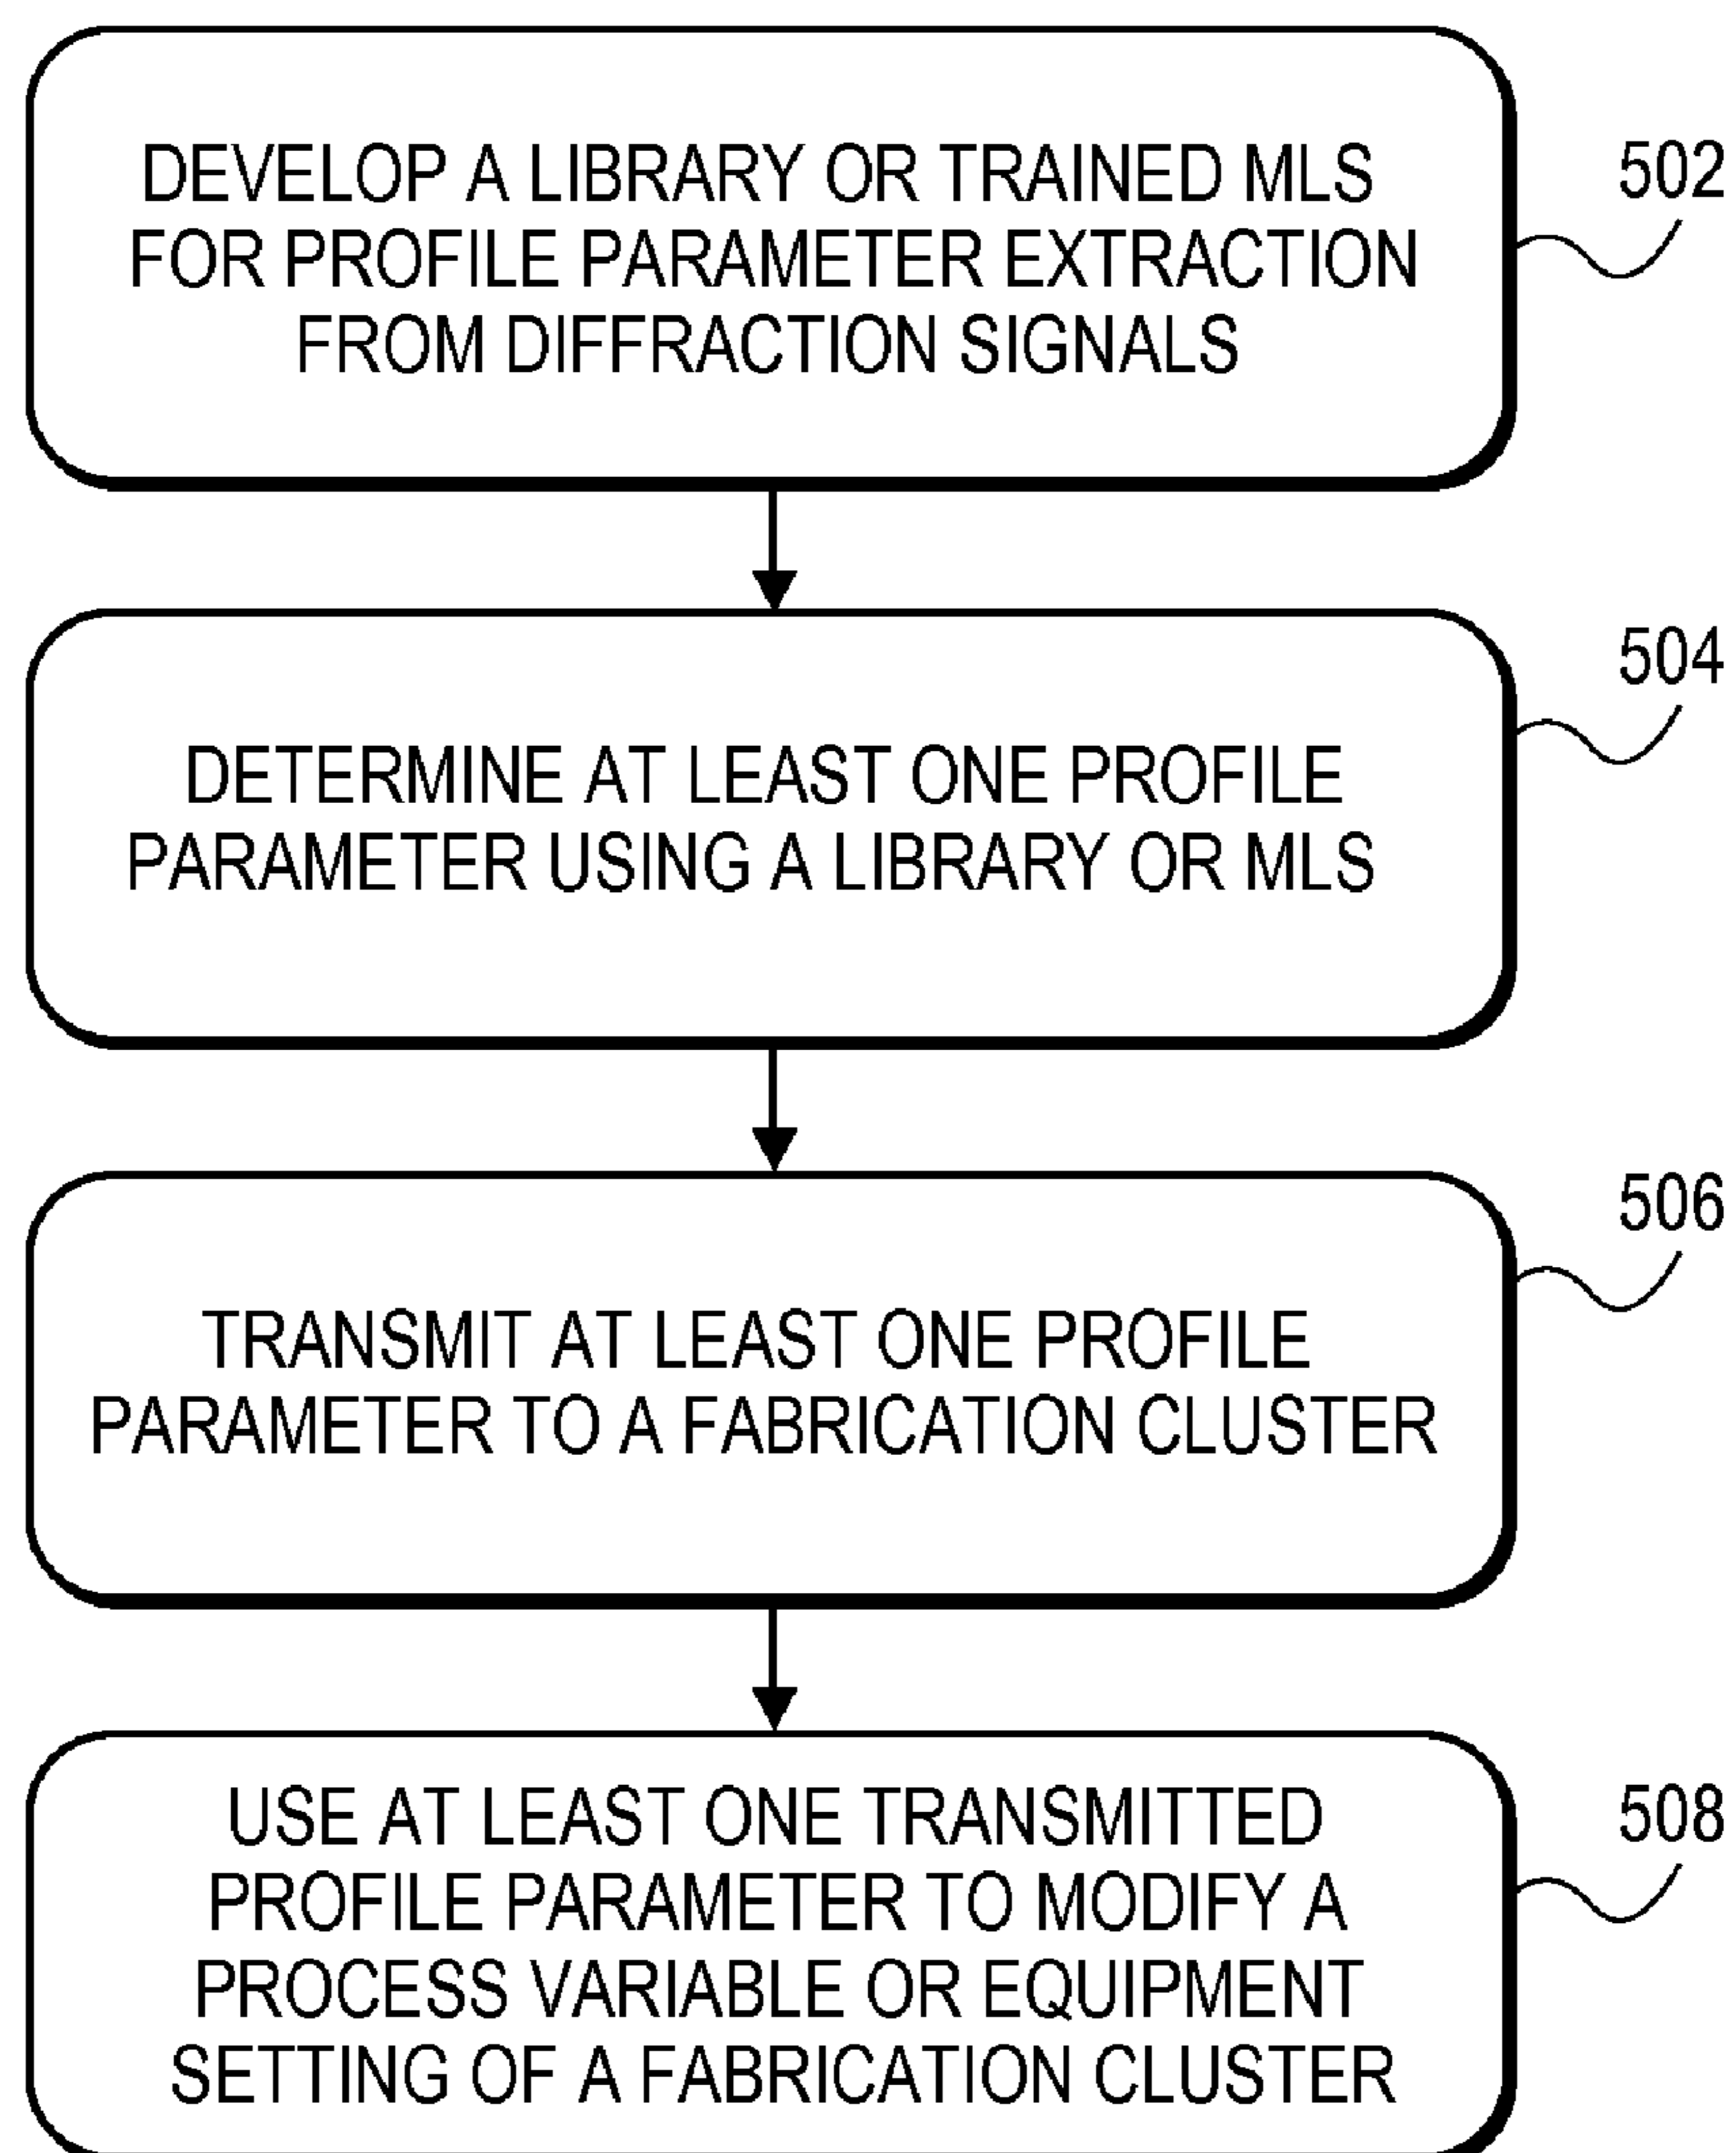 DEVELOP A LIBRARY OR TRAINED MLS
FOR PROFILE PARAMETER EXTRACTION
FROM DIFFRACTION SIGNALS
502
DETERMINE AT LEAST ONE PROFILE
PARAMETER USING A LIBRARY OR MLS
504
TRANSMIT AT LEAST ONE PROFILE
PARAMETER TO A FABRICATION CLUSTER
506
USE AT LEAST ONE TRANSMITTED
PROFILE PARAMETER TO MODIFY A
PROCESS VARIABLE OR EQUIPMENT
SETTING OF A FABRICATION CLUSTER
508